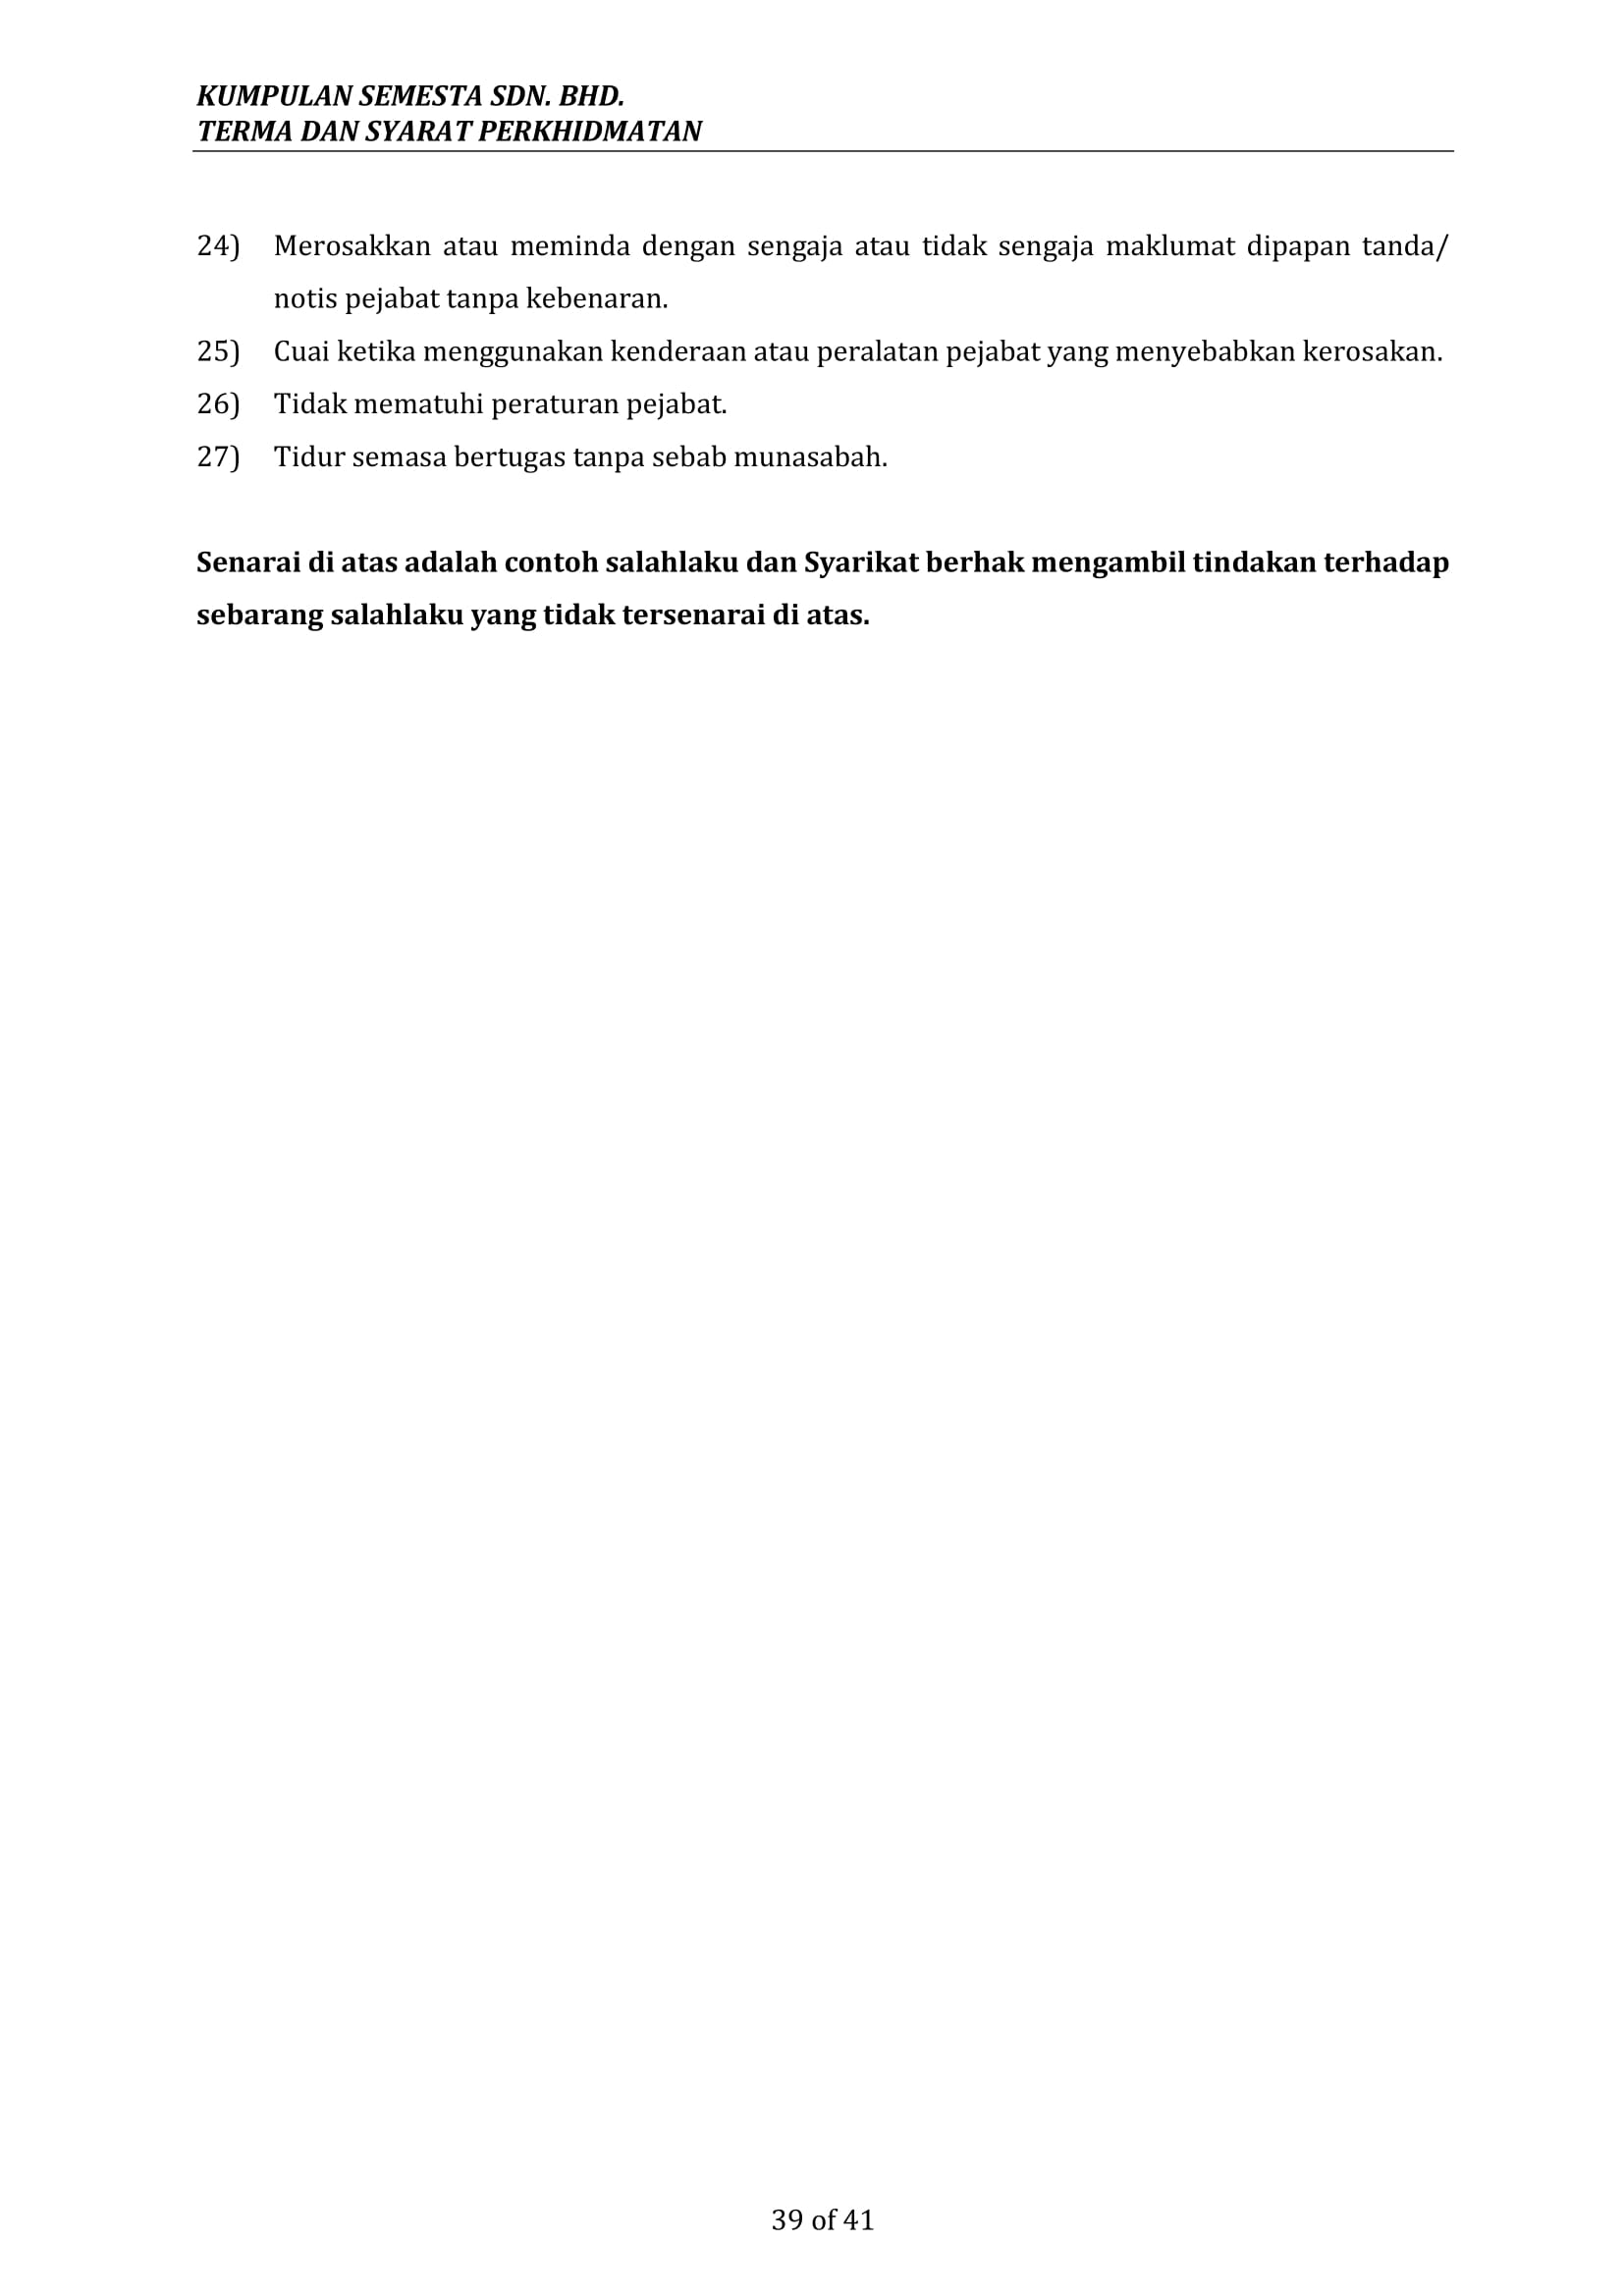 KUMPULAN SEMESTA SDN. BHD.
TERMA DAN SYARAT PERKHIDMATAN
24) Merosakkan atau meminda dengan sengaja atau tidak sengaja maklumat dipapan tanda/
notis pejabat tanpa kebenaran.
25) Cuai ketika menggunakan kenderaan atau peralatan pejabat yang menyebabkan kerosakan.
26) Tidak mematuhi peraturan pejabat.
27) Tidur semasa bertugas tanpa sebab munasabah.
Senarai di atas adalah contoh salahlaku dan Syarikat berhak mengambil tindakan terhadap
sebarang salahlaku yang tidak tersenarai di atas.
39 of 41